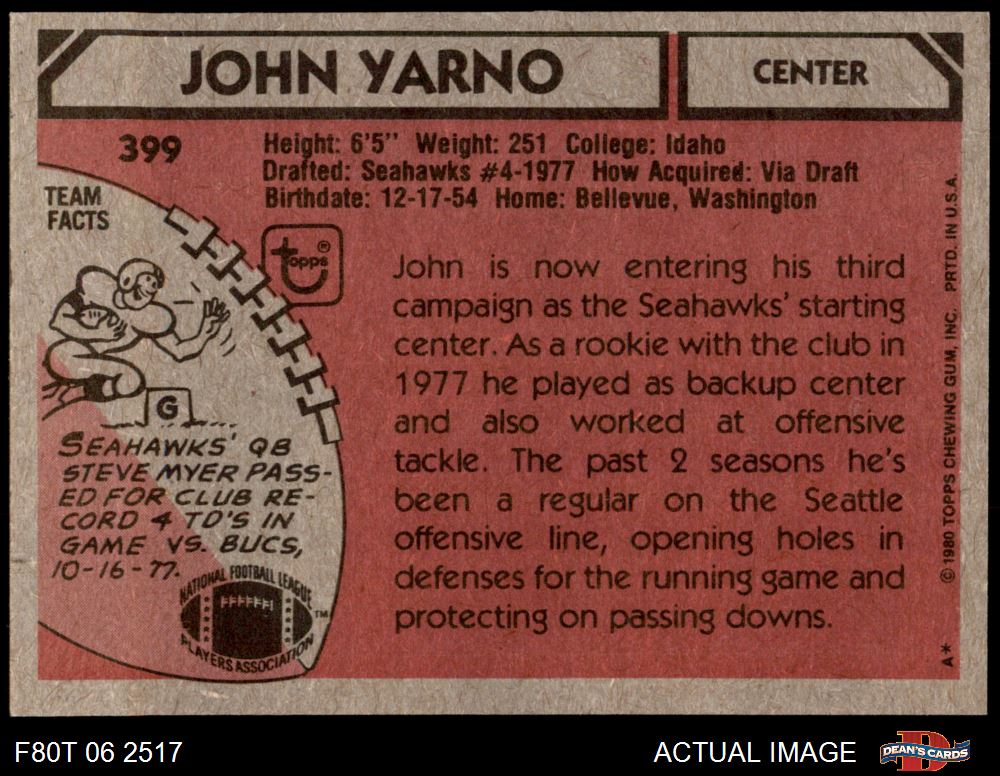 JOHN YARNO
CENTER
399
Height: 6'5" Weight: 251 College: Idaho
Drafted: Seahawks #4-1977 How Acquired: Via Draft
Birthdate: 12-17-54 Home: Bellevue, Washington
TEAM
FACTS
topps®
John is now entering his third
campaign as the Seahawks' starting
center. As a rookie with the club in
1977 he played as backup center
and also worked at offensive
tackle. The past 2 seasons he's
been a regular on the Seattle
offensive line, opening holes in
defenses for the running game and
protecting on passing downs.
G
SEAHAWKS' QB
STEVE MYER PASS-
ED FOR CLUB RE-
CORD 4 TD'S IN
GAME VS. BUCS,
10-16-77.
NATIONAL FOOTBALL LEAGUE
PLAYERS ASSOCIATION
TM
A* © 1980 TOPPS CHEWING GUM, INC. PRTD. IN U.S.A.
F80T 06 2517
ACTUAL IMAGE
D
DEAN'S CARDS